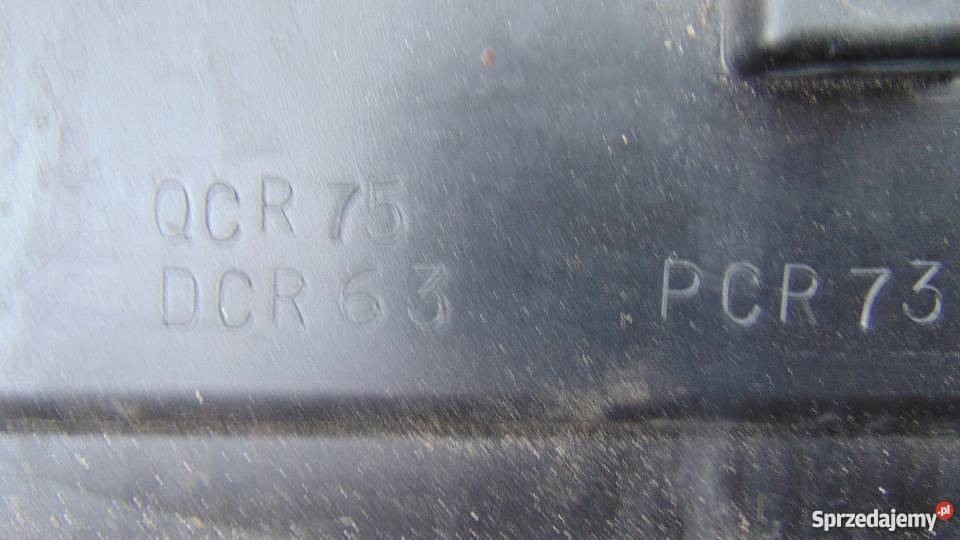 QCR 75
DCR 63 PCR 73
Sprzedajemy.pl